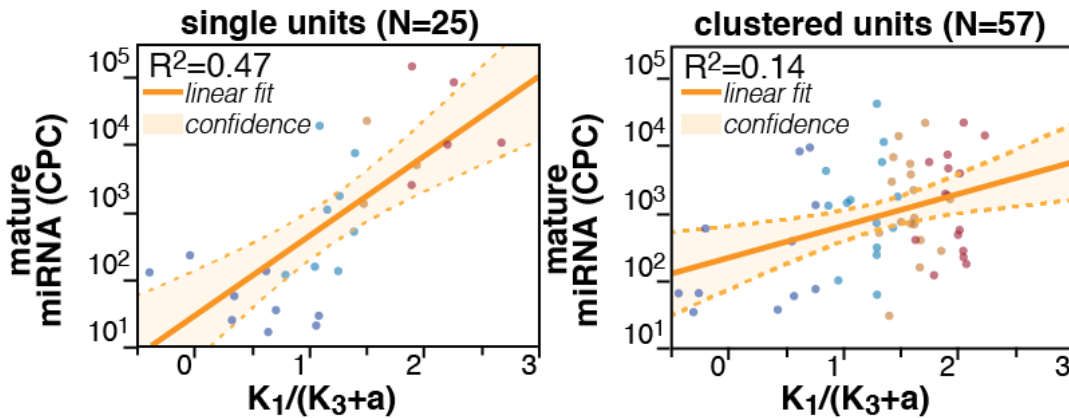 single units (N=25)
R²=0.47
linear fit
confidence
10⁵
10⁴
10³
10²
10¹
mature
miRNA (CPC)
0 1 2 3
K₁/(K₃+a)
clustered units (N=57)
R²=0.14
linear fit
confidence
10⁵
10⁴
10³
10²
10¹
mature
miRNA (CPC)
0 1 2 3
K₁/(K₃+a)